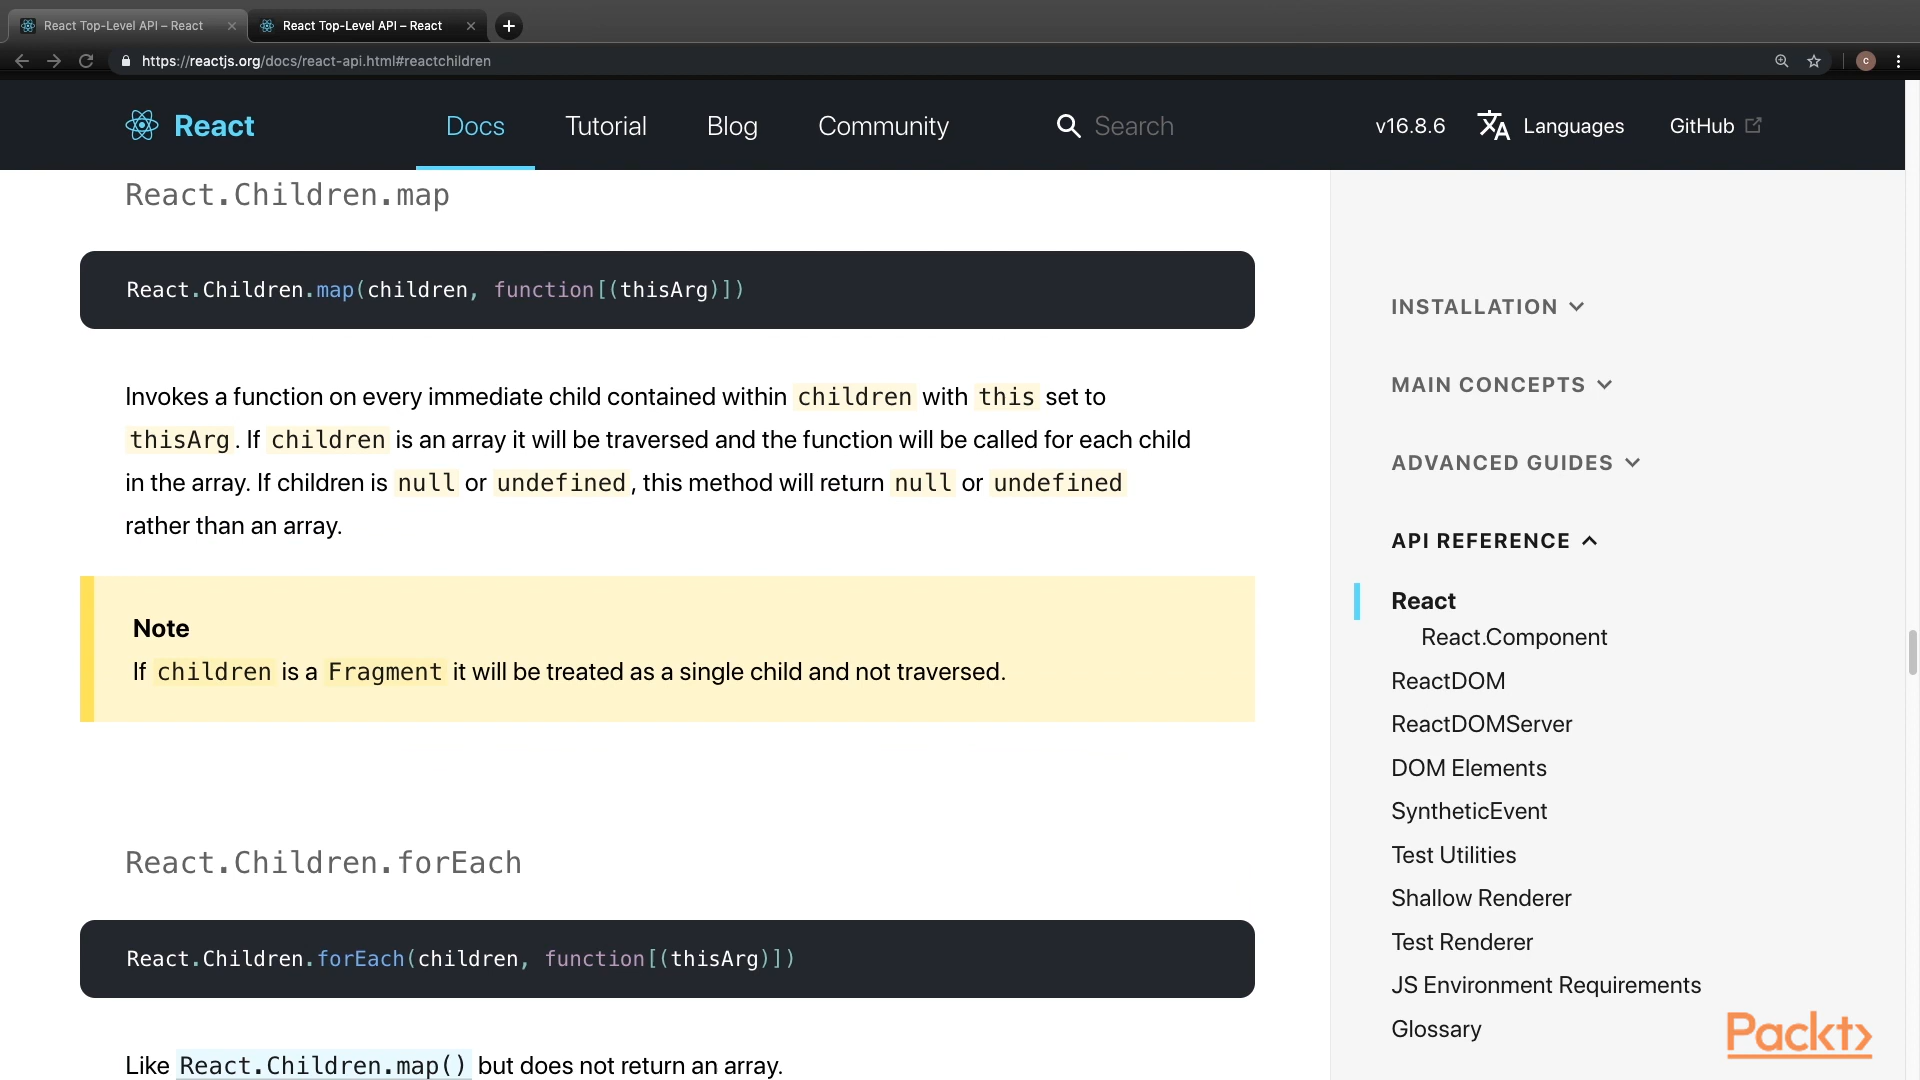 React Top-Level API – React
React Top-Level API – React
https://reactjs.org/docs/react-api.html#reactchildren
C
React
Docs
Tutorial
Blog
Community
Search
v16.8.6
Languages
GitHub
React.Children.map
React.Children.map(children, function[(thisArg)])
Invokes a function on every immediate child contained within children with this set to
thisArg. If children is an array it will be traversed and the function will be called for each child
in the array. If children is null or undefined, this method will return null or undefined
rather than an array.
Note
If children is a Fragment it will be treated as a single child and not traversed.
React.Children.forEach
React.Children.forEach(children, function[(thisArg)])
Like React.Children.map() but does not return an array.
INSTALLATION
MAIN CONCEPTS
ADVANCED GUIDES
API REFERENCE
React
React.Component
ReactDOM
ReactDOMServer
DOM Elements
SyntheticEvent
Test Utilities
Shallow Renderer
Test Renderer
JS Environment Requirements
Glossary
Packt>